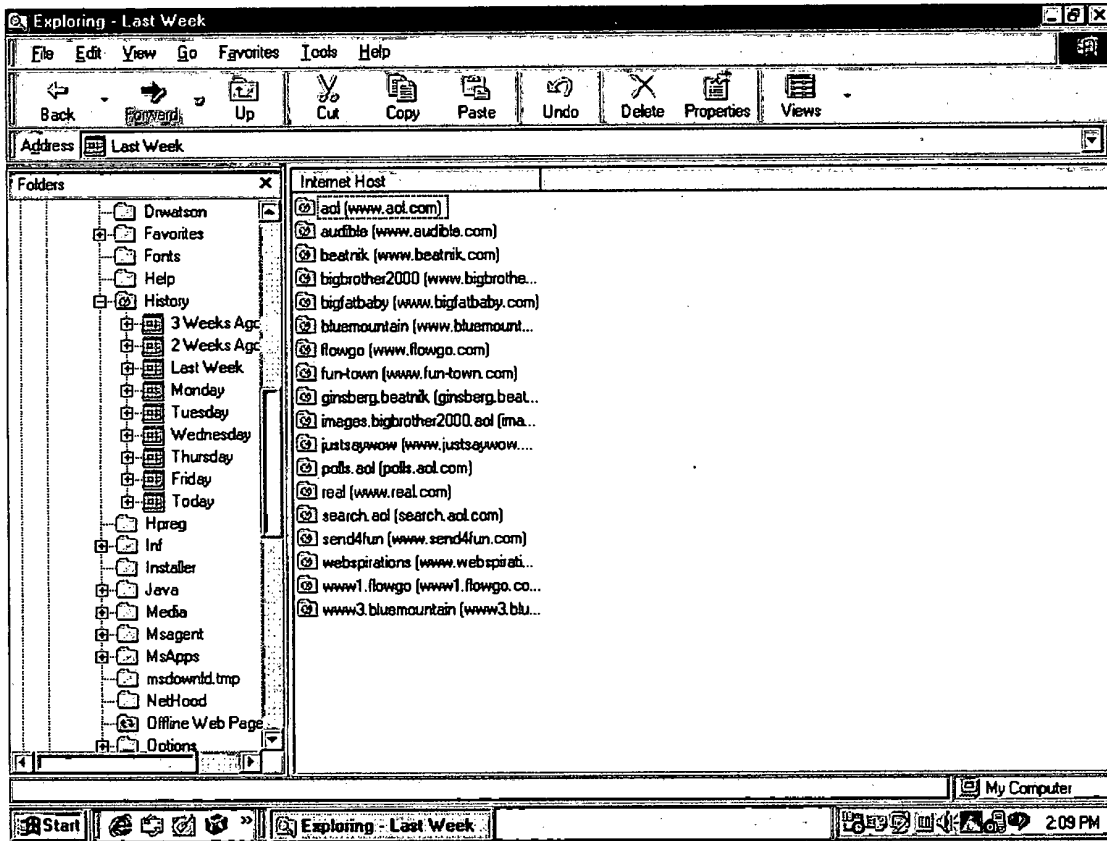 Exploring - Last Week
File Edit View Go Favorites Tools Help
Back Forward Up Cut Copy Paste Undo Delete Properties Views
Address Last Week
Folders
Drwatson
Favorites
Fonts
Help
History
3 Weeks Ago
2 Weeks Ago
Last Week
Monday
Tuesday
Wednesday
Thursday
Friday
Today
Hpreg
Inf
Installer
Java
Media
Msagent
MsApps
msdownld.tmp
NetHood
Offline Web Page
Options
Internet Host
aol (www.aol.com)
audible (www.audible.com)
beatnik (www.beatnik.com)
bigbrother2000 (www.bigbrothe...
bigfatbaby (www.bigfatbaby.com)
bluemountain (www.bluemount...
flowgo (www.flowgo.com)
fun-town (www.fun-town.com)
ginsberg.beatnik (ginsberg.beat...
images.bigbrother2000.aol (ima...
justsaywow (www.justsaywow....
polls.aol (polls.aol.com)
real (www.real.com)
search.aol (search.aol.com)
send4fun (www.send4fun.com)
webspirations (www.webspirati...
www1.flowgo (www1.flowgo.co...
www3.bluemountain (www3.blu...
My Computer
Start » Exploring - Last Week 2:09 PM